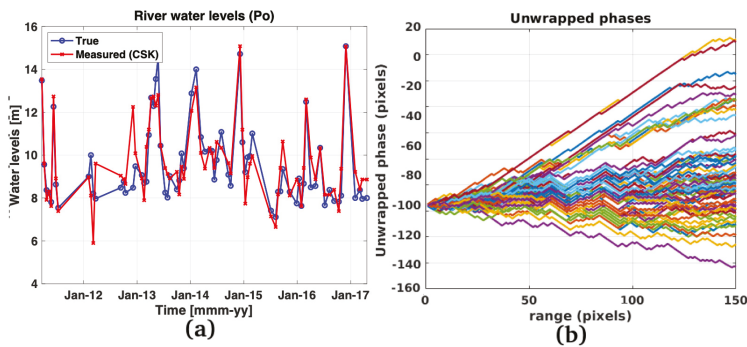 River water levels (Po)
True
Measured (CSK)
Water levels [m]
16
14
12
10
8
6
4
Jan-12 Jan-13 Jan-14 Jan-15 Jan-16 Jan-17
Time [mmm-yy]
(a)
Unwrapped phases
Unwrapped phase (pixels)
20
0
-20
-40
-60
-80
-100
-120
-140
-160
0 50 100 150
range (pixels)
(b)